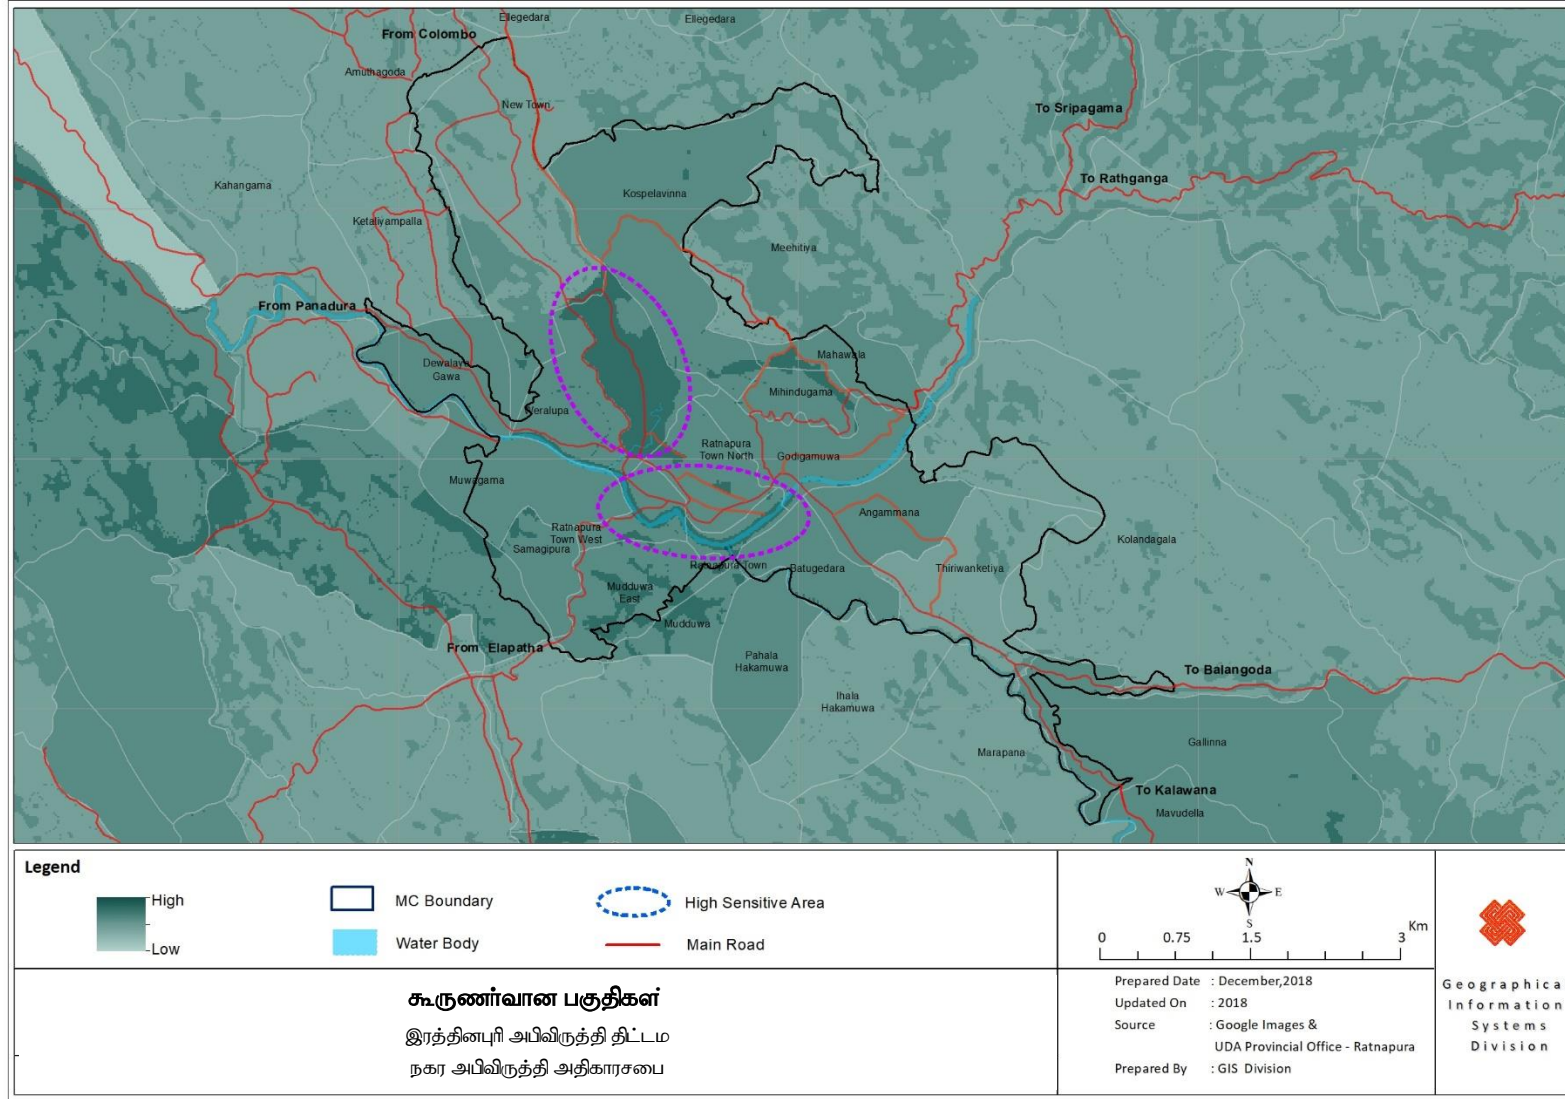 Ellegedara
Ellegedara
From Colombo
Amuthagoda
New Town
To Sripagama
To Rathganga
Kahangama
Kospelavinna
Ketaliyampalla
Meehitiya
From Panadura
Mahawala
Dewalaya
Gawa
Mihindugama
Weralupa
Ratnapura
Town North
Godigamuwa
Muwagama
Angammana
Ratnapura
Town West
Samagipura
Kolandagala
Ratnapura Town
Batugedara
Thiriwanketiya
Mudduwa
East
Mudduwa
From Elapatha
Pahala
Hakamuwa
To Balangoda
Ihala
Hakamuwa
Marapana
Gallinna
To Kalawana
Mavudella
Legend
High
Low
MC Boundary
Water Body
High Sensitive Area
Main Road
N
W E
S
0 0.75 1.5 3 Km
கூருணர்வான பகுதிகள்
இரத்தினபுரி அபிவிருத்தி திட்டம
நகர அபிவிருத்தி அதிகாரசபை
Prepared Date : December,2018
Updated On : 2018
Source : Google Images &
UDA Provincial Office - Ratnapura
Prepared By : GIS Division
Geographica
Information
Systems
Division